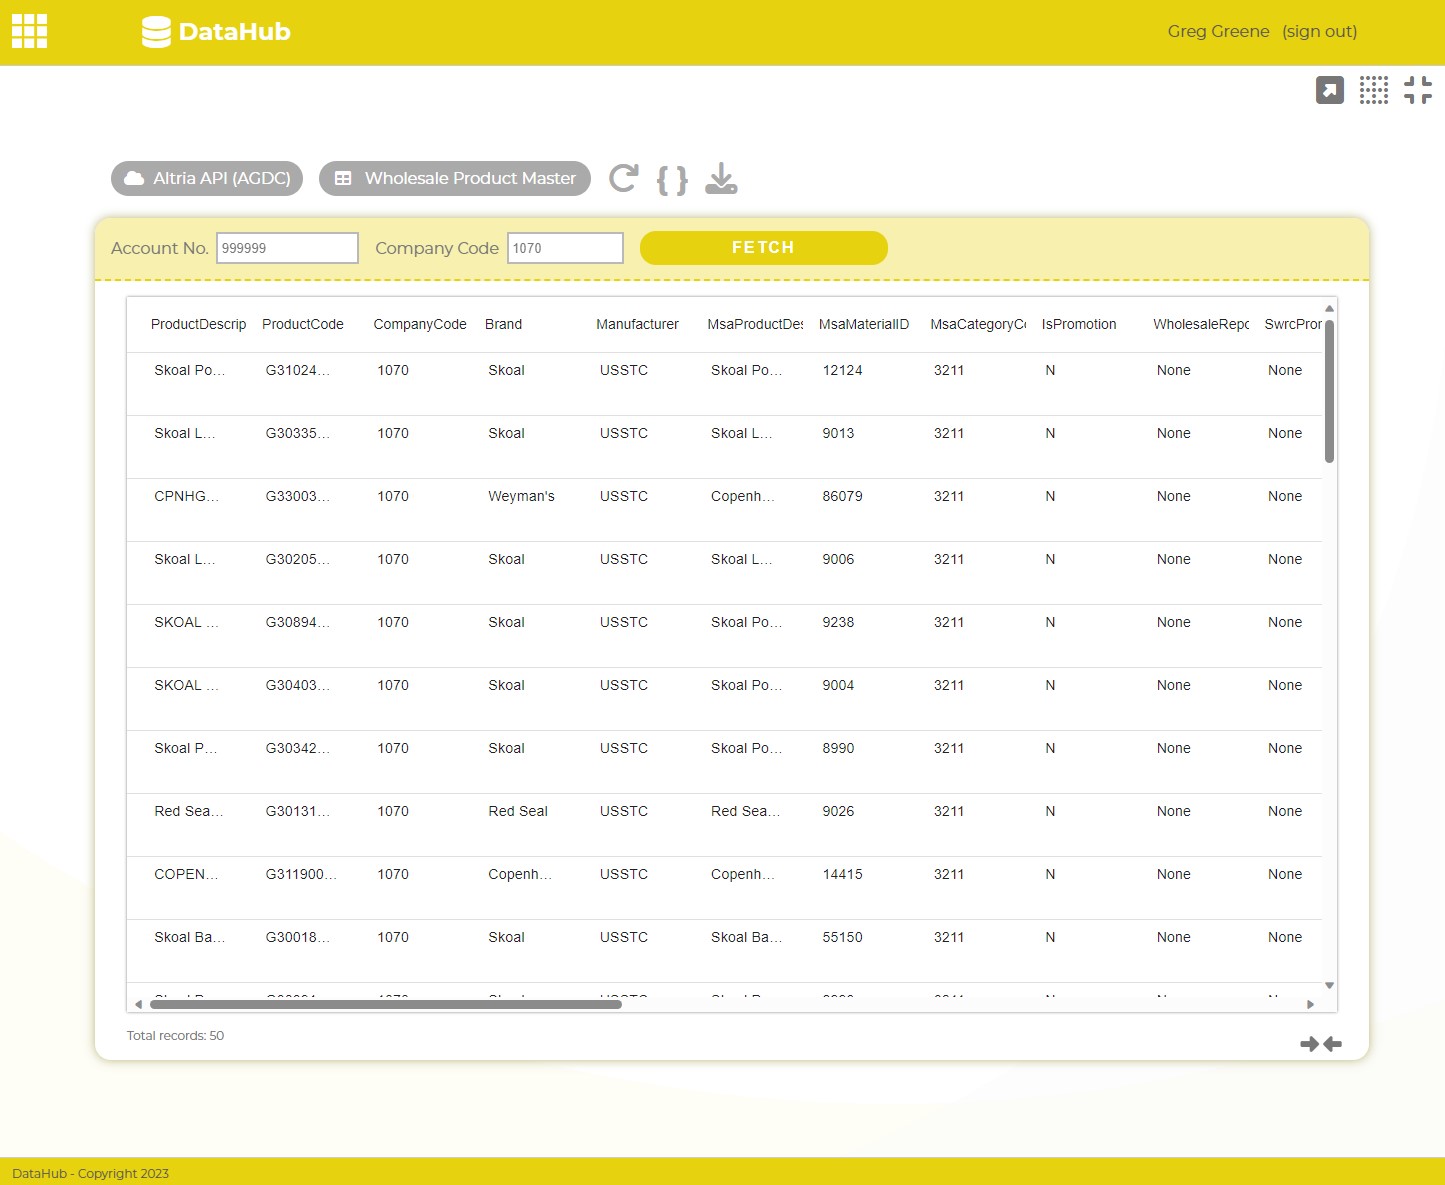 DataHub
Greg Greene (sign out)
Altria API (AGDC) Wholesale Product Master { }
Account No. 999999 Company Code 1070 FETCH
ProductDescrip ProductCode CompanyCode Brand Manufacturer MsaProductDes MsaMaterialID MsaCategoryCo IsPromotion WholesaleRepo SwrcPror
Skoal Po... G31024... 1070 Skoal USSTC Skoal Po... 12124 3211 N None None
Skoal L... G30335... 1070 Skoal USSTC Skoal L... 9013 3211 N None None
CPNHG... G33003... 1070 Weyman's USSTC Copenh... 86079 3211 N None None
Skoal L... G30205... 1070 Skoal USSTC Skoal L... 9006 3211 N None None
SKOAL ... G30894... 1070 Skoal USSTC Skoal Po... 9238 3211 N None None
SKOAL ... G30403... 1070 Skoal USSTC Skoal Po... 9004 3211 N None None
Skoal P... G30342... 1070 Skoal USSTC Skoal Po... 8990 3211 N None None
Red Sea... G30131... 1070 Red Seal USSTC Red Sea... 9026 3211 N None None
COPEN... G311900... 1070 Copenh... USSTC Copenh... 14415 3211 N None None
Skoal Ba... G30018... 1070 Skoal USSTC Skoal Ba... 55150 3211 N None None
Total records: 50
DataHub - Copyright 2023